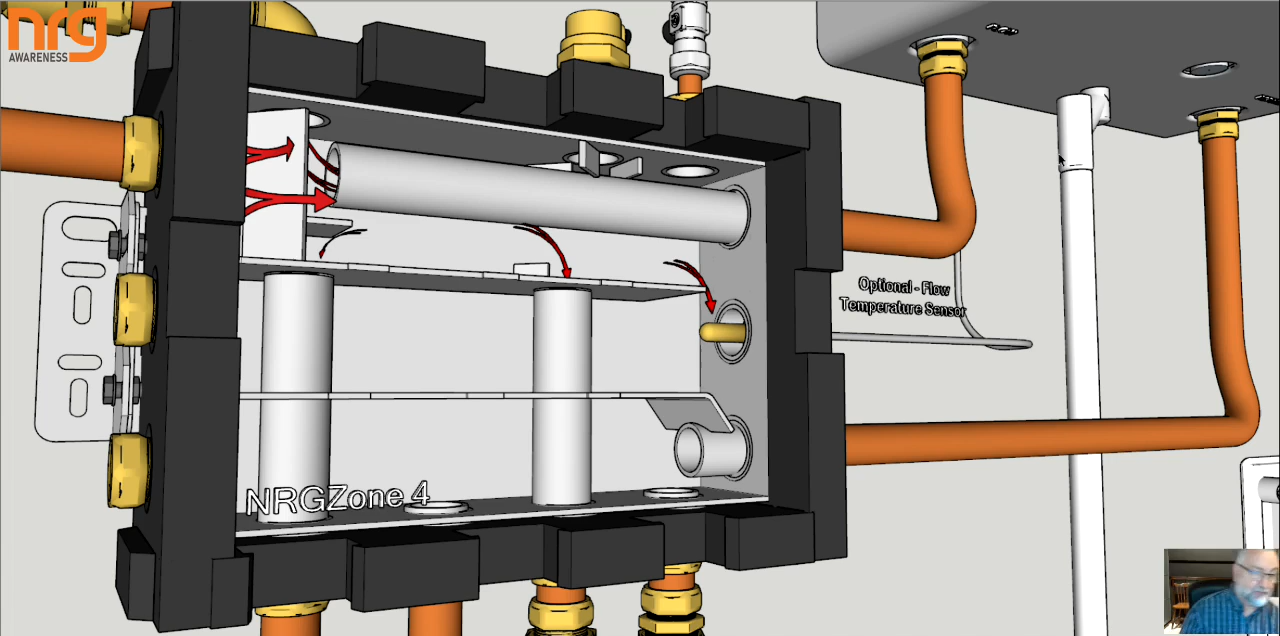 nrg
AWARENESS
Optional - Flow
Temperature Sensor
NRGZone 4